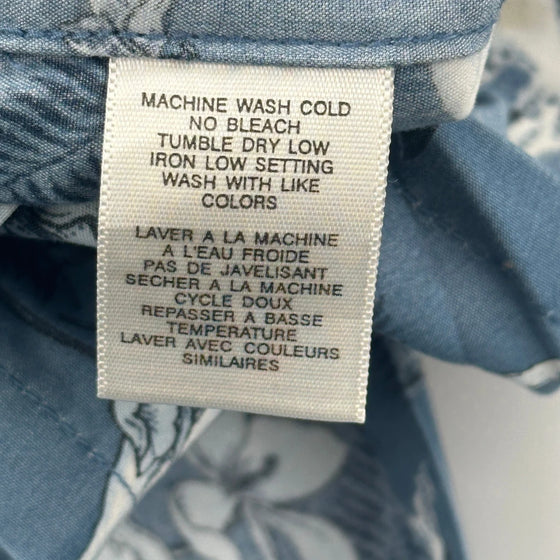 MACHINE WASH COLD
NO BLEACH
TUMBLE DRY LOW
IRON LOW SETTING
WASH WITH LIKE
COLORS
LAVER A LA MACHINE
A L'EAU FROIDE
PAS DE JAVELISANT
SECHER A LA MACHINE
CYCLE DOUX
REPASSER A BASSE
TEMPERATURE
LAVER AVEC COULEURS
SIMILAIRES